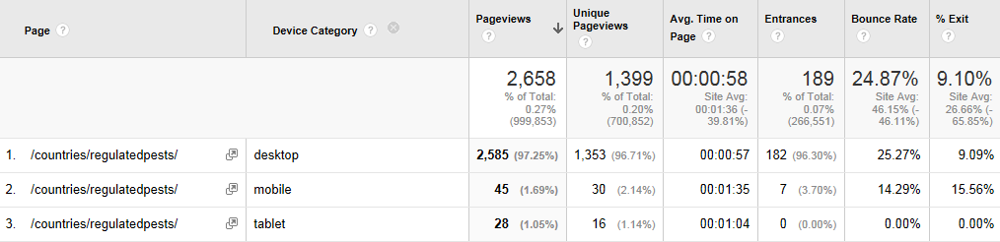 Page ? Device Category ? Pageviews ? Unique Pageviews ? Avg. Time on Page ? Entrances ? Bounce Rate ? % Exit ?
2,658 1,399 00:00:58 189 24.87% 9.10%
% of Total: % of Total: Site Avg: % of Total: Site Avg: Site Avg:
0.27% 0.20% 00:01:36 (- 0.07% 46.15% (- 26.66% (-
(999,853) (700,852) 39.81%) (266,551) 46.11%) 65.85%)
1. /countries/regulatedpests/ desktop 2,585 (97.25%) 1,353 (96.71%) 00:00:57 182 (96.30%) 25.27% 9.09%
2. /countries/regulatedpests/ mobile 45 (1.69%) 30 (2.14%) 00:01:35 7 (3.70%) 14.29% 15.56%
3. /countries/regulatedpests/ tablet 28 (1.05%) 16 (1.14%) 00:01:04 0 (0.00%) 0.00% 0.00%